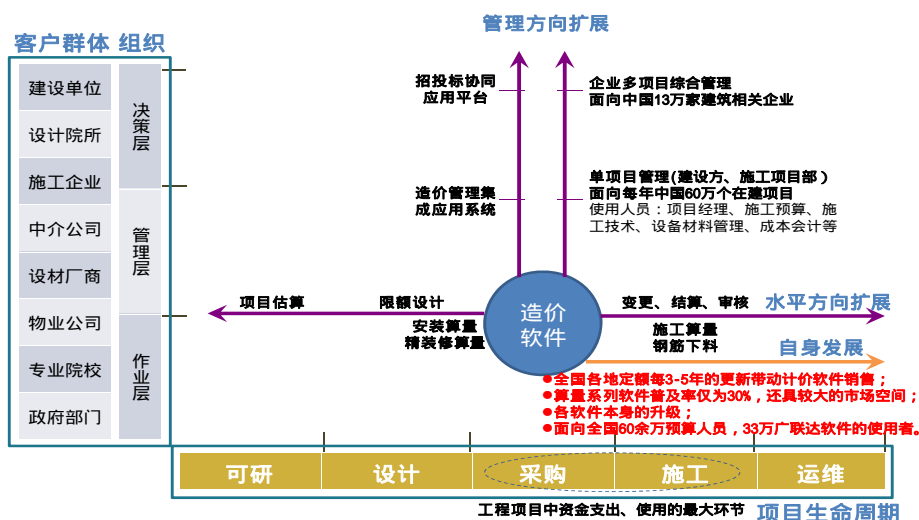 管理方向扩展
客户群体 组织
建设单位
设计院所
施工企业
中介公司
设材厂商
物业公司
专业院校
政府部门
决策层
管理层
作业层
招投标协同
应用平台
企业多项目综合管理
面向中国13万家建筑相关企业
造价管理集
成应用系统
单项目管理(建设方、施工项目部）
面向每年中国60万个在建项目
使用人员：项目经理、施工预算、施
工技术、设备材料管理、成本会计等
项目估算
限额设计
安装算量
精装修算量
造价
软件
变更、结算、审核
水平方向扩展
施工算量
钢筋下料
自身发展
●全国各地定额每3-5年的更新带动计价软件销售；
●算量系列软件普及率仅为30%，还具较大的市场空间；
●各软件本身的升级；
●面向全国60余万预算人员，33万广联达软件的使用者。
可研
设计
采购
施工
运维
工程项目中资金支出、使用的最大环节
项目生命周期